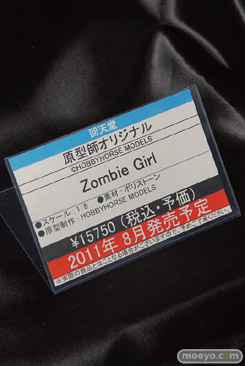 回天堂
原型師オリジナル
©HOBBYHORSE MODELS
Zombie Girl
●スケール：1/8 ●素材：ポリストーン
●原型制作：HOBBYHORSE MODELS
¥15750（税込・予価）
2011年 8月発売予定
moeyo.com